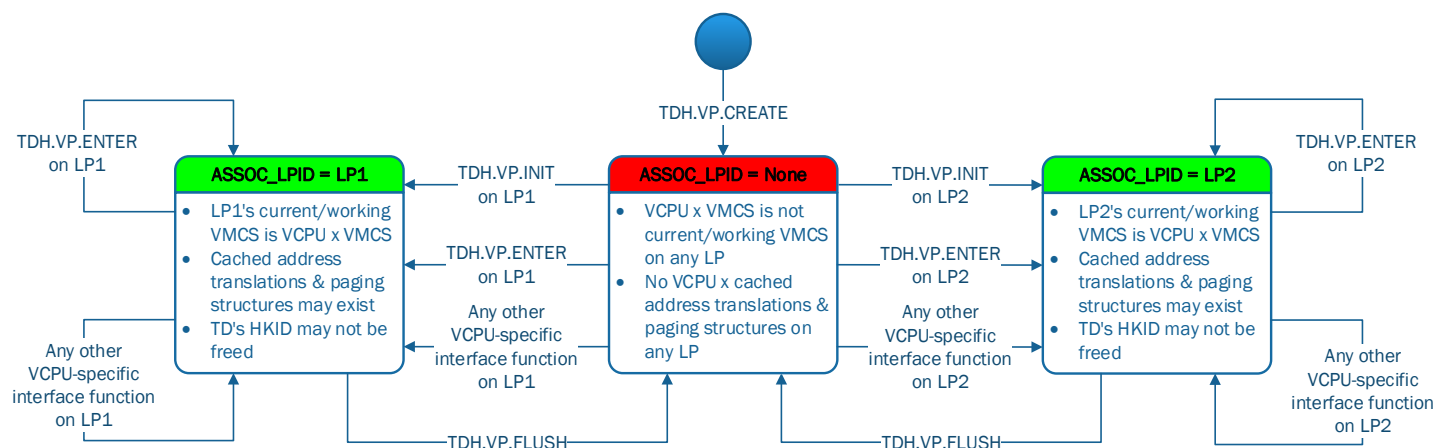 TDH.VP.CREATE
TDH.VP.ENTER
on LP1
ASSOC_LPID = LP1
• LP1's current/working
VMCS is VCPU x VMCS
• Cached address
translations & paging
structures may exist
• TD's HKID may not be
freed
Any other
VCPU-specific
interface function
on LP1
TDH.VP.INIT
on LP1
TDH.VP.ENTER
on LP1
Any other
VCPU-specific
interface function
on LP1
ASSOC_LPID = None
• VCPU x VMCS is not
current/working VMCS
on any LP
• No VCPU x cached
address translations &
paging structures on
any LP
TDH.VP.INIT
on LP2
TDH.VP.ENTER
on LP2
Any other
VCPU-specific
interface function
on LP2
ASSOC_LPID = LP2
• LP2's current/working
VMCS is VCPU x VMCS
• Cached address
translations & paging
structures may exist
• TD's HKID may not be
freed
TDH.VP.ENTER
on LP2
Any other
VCPU-specific
interface function
on LP2
TDH.VP.FLUSH
TDH.VP.FLUSH